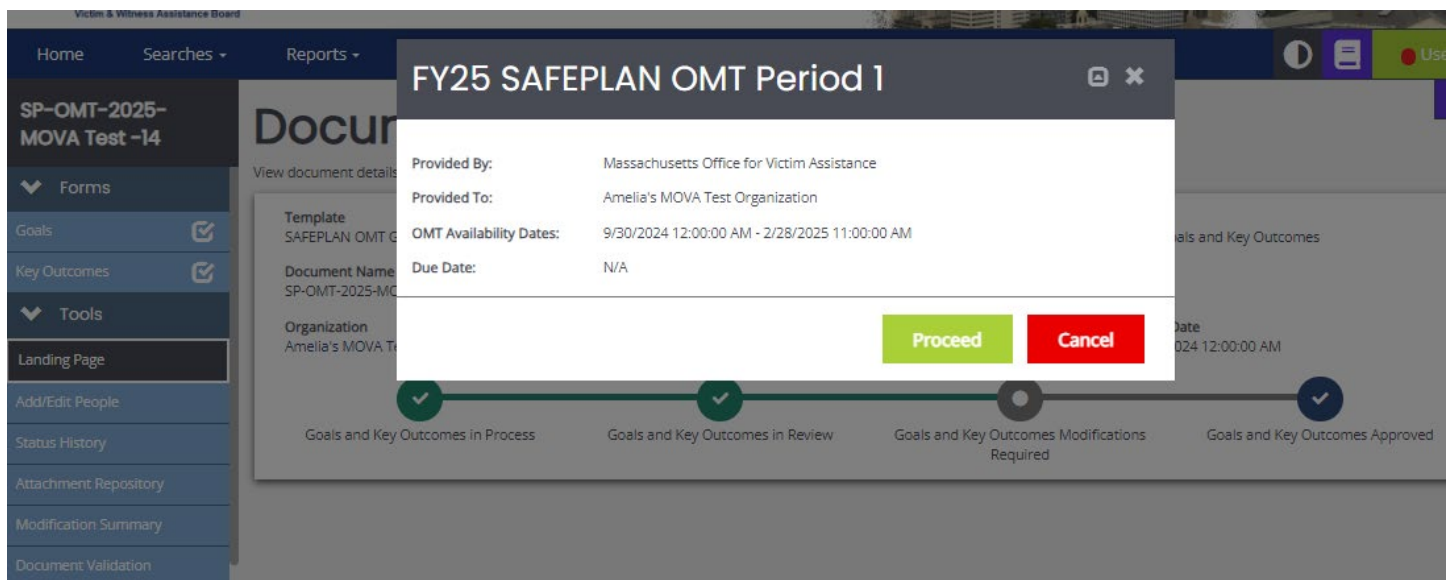 Victim & Witness Assistance Board
Home Searches Reports
FY25 SAFEPLAN OMT Period 1
SP-OMT-2025-
MOVA Test -14
Docum
View document details
Provided By: Massachusetts Office for Victim Assistance
Provided To: Amelia's MOVA Test Organization
OMT Availability Dates: 9/30/2024 12:00:00 AM - 2/28/2025 11:00:00 AM
Due Date: N/A
Proceed Cancel
Forms
Goals
Key Outcomes
Tools
Landing Page
Add/Edit People
Status History
Attachment Repository
Modification Summary
Document Validation
Template
SAFEPLAN OMT G
Document Name
SP-OMT-2025-MO
Organization
Amelia's MOVA Te
als and Key Outcomes
Date
024 12:00:00 AM
Goals and Key Outcomes in Process
Goals and Key Outcomes in Review
Goals and Key Outcomes Modifications
Required
Goals and Key Outcomes Approved